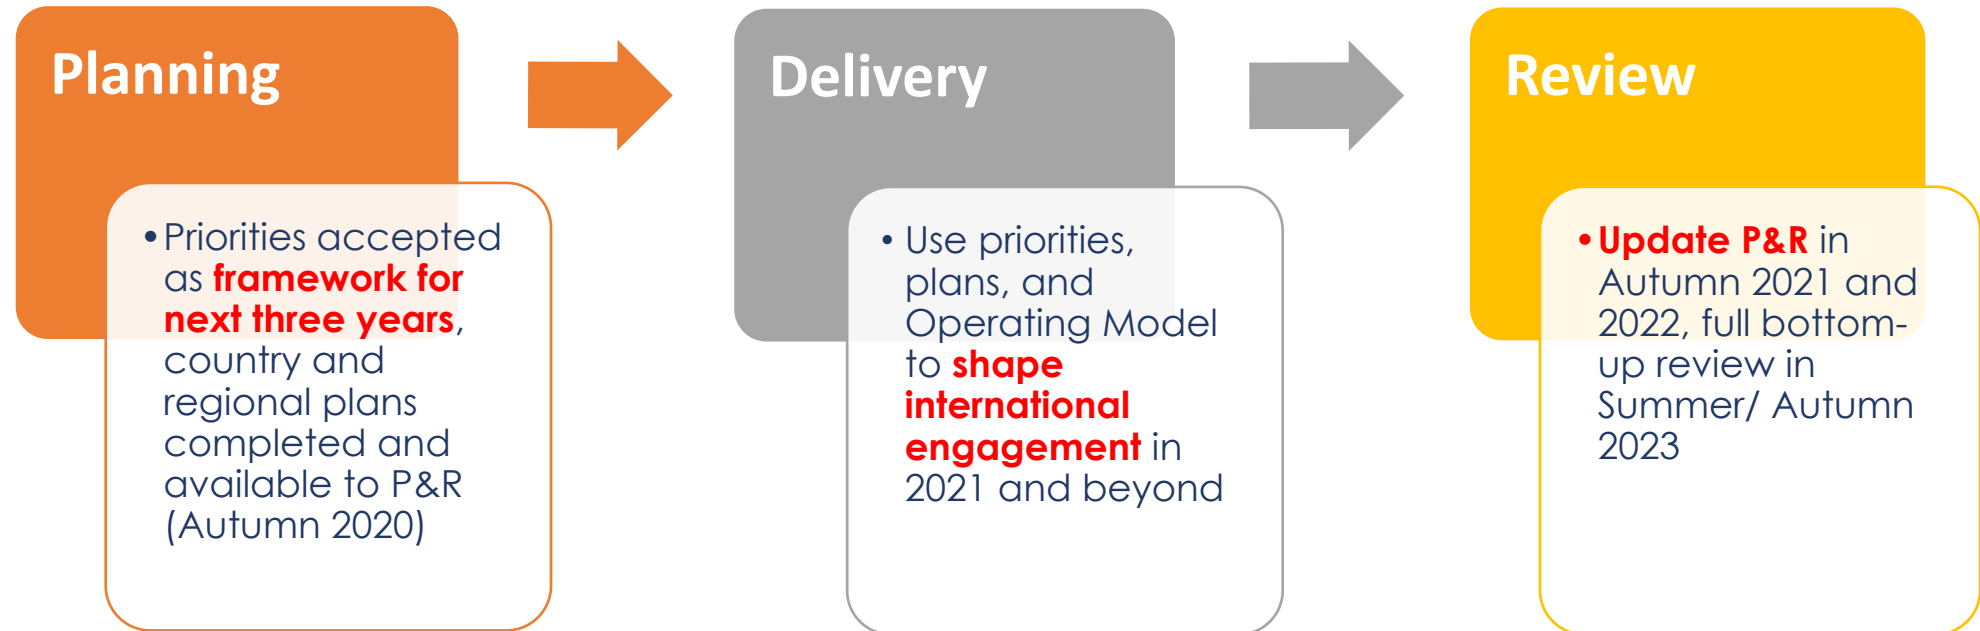 Planning
• Priorities accepted
as framework for
next three years,
country and
regional plans
completed and
available to P&R
(Autumn 2020)
Delivery
• Use priorities,
plans, and
Operating Model
to shape
international
engagement in
2021 and beyond
Review
• Update P&R in
Autumn 2021 and
2022, full bottom-
up review in
Summer/ Autumn
2023